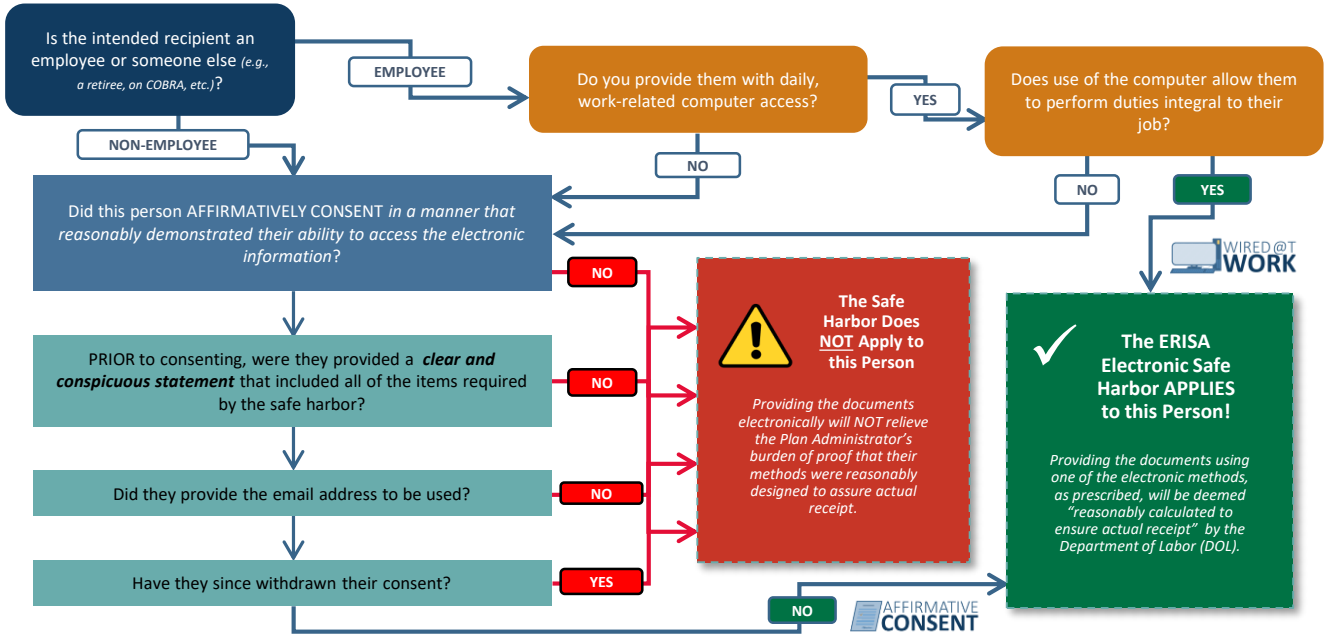 Is the intended recipient an
employee or someone else (e.g.,
a retiree, on COBRA, etc.)?
EMPLOYEE
NON-EMPLOYEE
Do you provide them with daily,
work-related computer access?
YES
NO
Does use of the computer allow them
to perform duties integral to their
job?
NO
YES
WIRED@T
WORK
Did this person AFFIRMATIVELY CONSENT in a manner that
reasonably demonstrated their ability to access the electronic
information?
NO
PRIOR to consenting, were they provided a clear and
conspicuous statement that included all of the items required
by the safe harbor?
NO
Did they provide the email address to be used?
NO
Have they since withdrawn their consent?
YES
NO
AFFIRMATIVE
CONSENT
The Safe
Harbor Does
NOT Apply to
this Person
Providing the documents
electronically will NOT relieve
the Plan Administrator's
burden of proof that their
methods were reasonably
designed to assure actual
receipt.
The ERISA
Electronic Safe
Harbor APPLIES
to this Person!
Providing the documents using
one of the electronic methods,
as prescribed, will be deemed
“reasonably calculated to
ensure actual receipt” by the
Department of Labor (DOL).